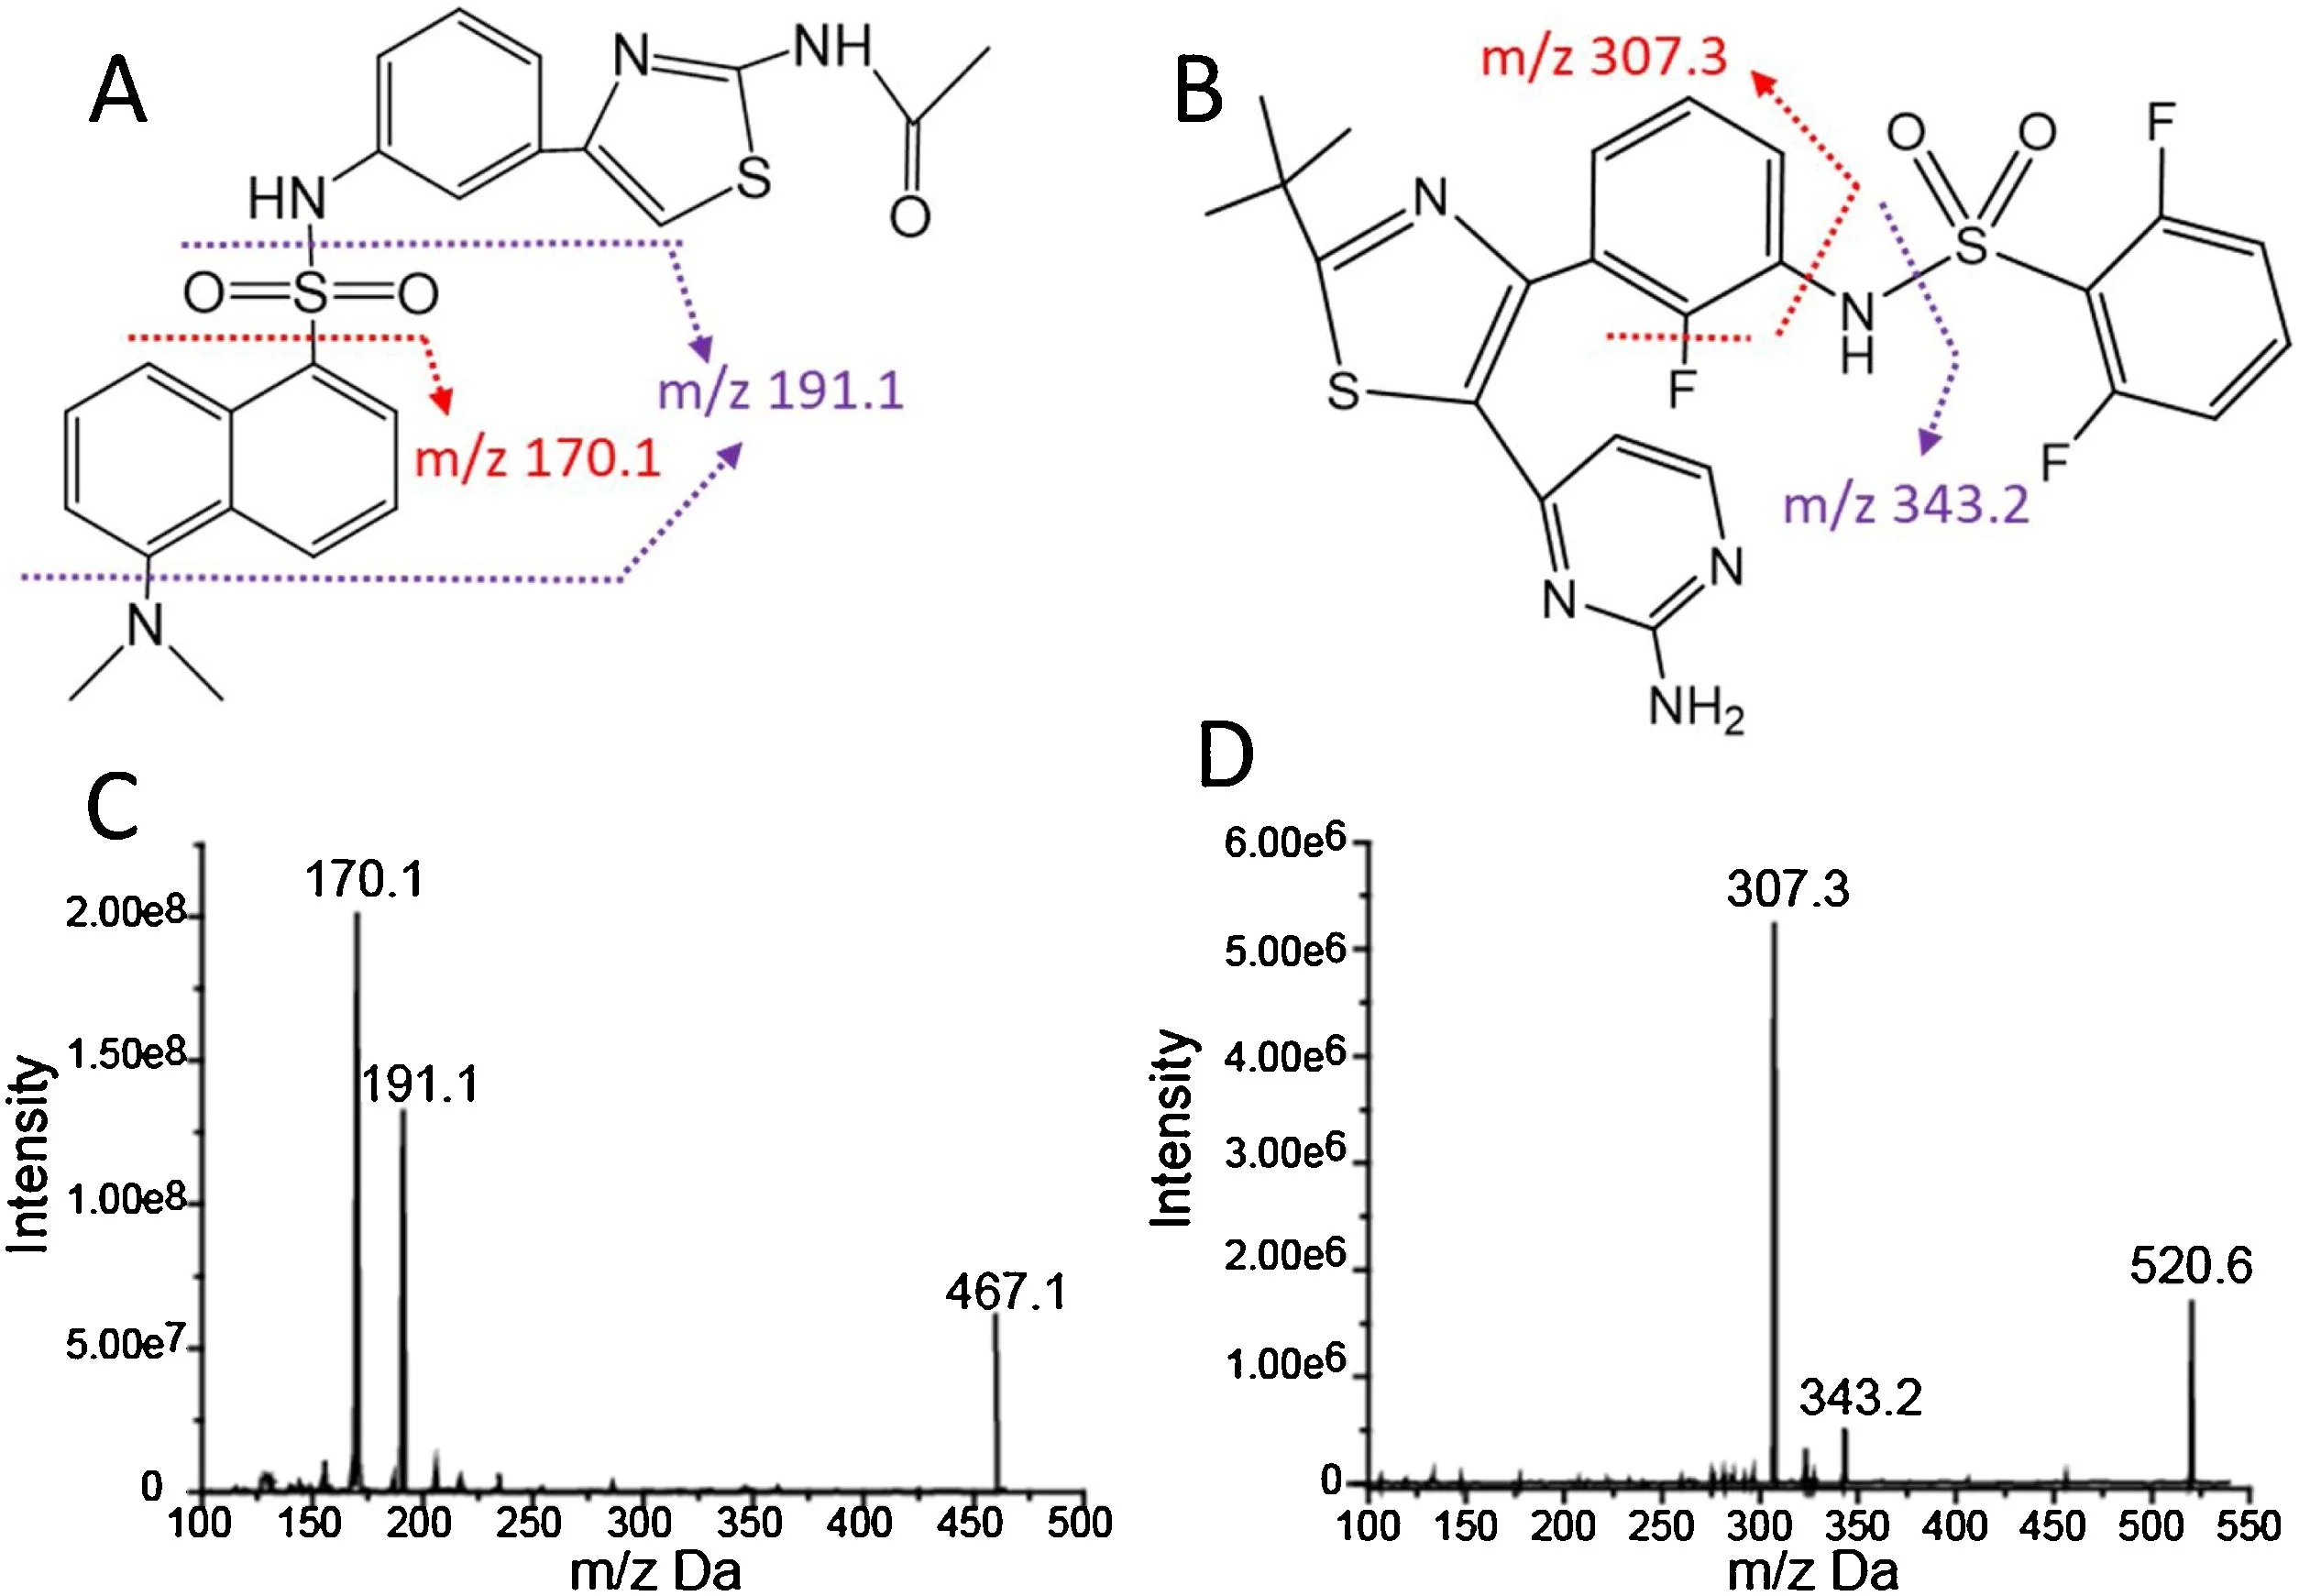 A
N
NH
S
O
HN
O
S
O
m/z 191.1
m/z 170.1
N
B
m/z 307.3
O
O
F
N
S
N
H
S
F
F
m/z 343.2
N
N
NH2
C
170.1
191.1
467.1
2.00e8
1.50e8
1.00e8
5.00e7
0
Intensity
100 150 200 250 300 350 400 450 500
m/z Da
D
307.3
343.2
520.6
6.00e6
5.00e6
4.00e6
3.00e6
2.00e6
1.00e6
0
Intensity
100 150 200 250 300 350 400 450 500 550
m/z Da